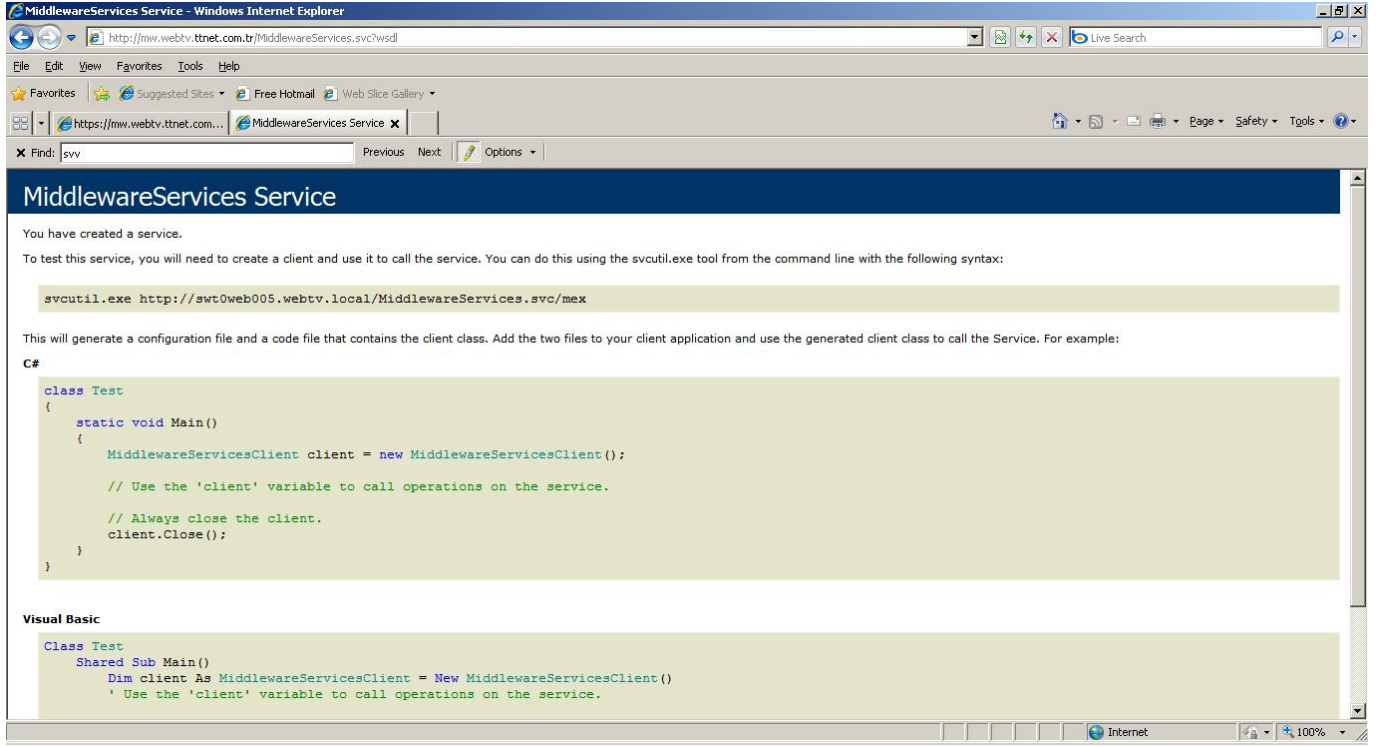 MiddlewareServices Service - Windows Internet Explorer
http://mw.webtv.ttnet.com.tr/MiddlewareServices.svc?wsdl
Live Search
File Edit View Favorites Tools Help
Favorites Suggested Sites Free Hotmail Web Slice Gallery
https://mw.webtv.ttnet.com... MiddlewareServices Service Page Safety Tools
Find: svv Previous Next Options
MiddlewareServices Service
You have created a service.
To test this service, you will need to create a client and use it to call the service. You can do this using the svcutil.exe tool from the command line with the following syntax:
svcutil.exe http://swt0web005.webtv.local/MiddlewareServices.svc/mex
This will generate a configuration file and a code file that contains the client class. Add the two files to your client application and use the generated client class to call the Service. For example:
C#
class Test
{
static void Main()
{
MiddlewareServicesClient client = new MiddlewareServicesClient();
// Use the 'client' variable to call operations on the service.
// Always close the client.
client.Close();
}
}
Visual Basic
Class Test
Shared Sub Main()
Dim client As MiddlewareServicesClient = New MiddlewareServicesClient()
' Use the 'client' variable to call operations on the service.
Internet 100%